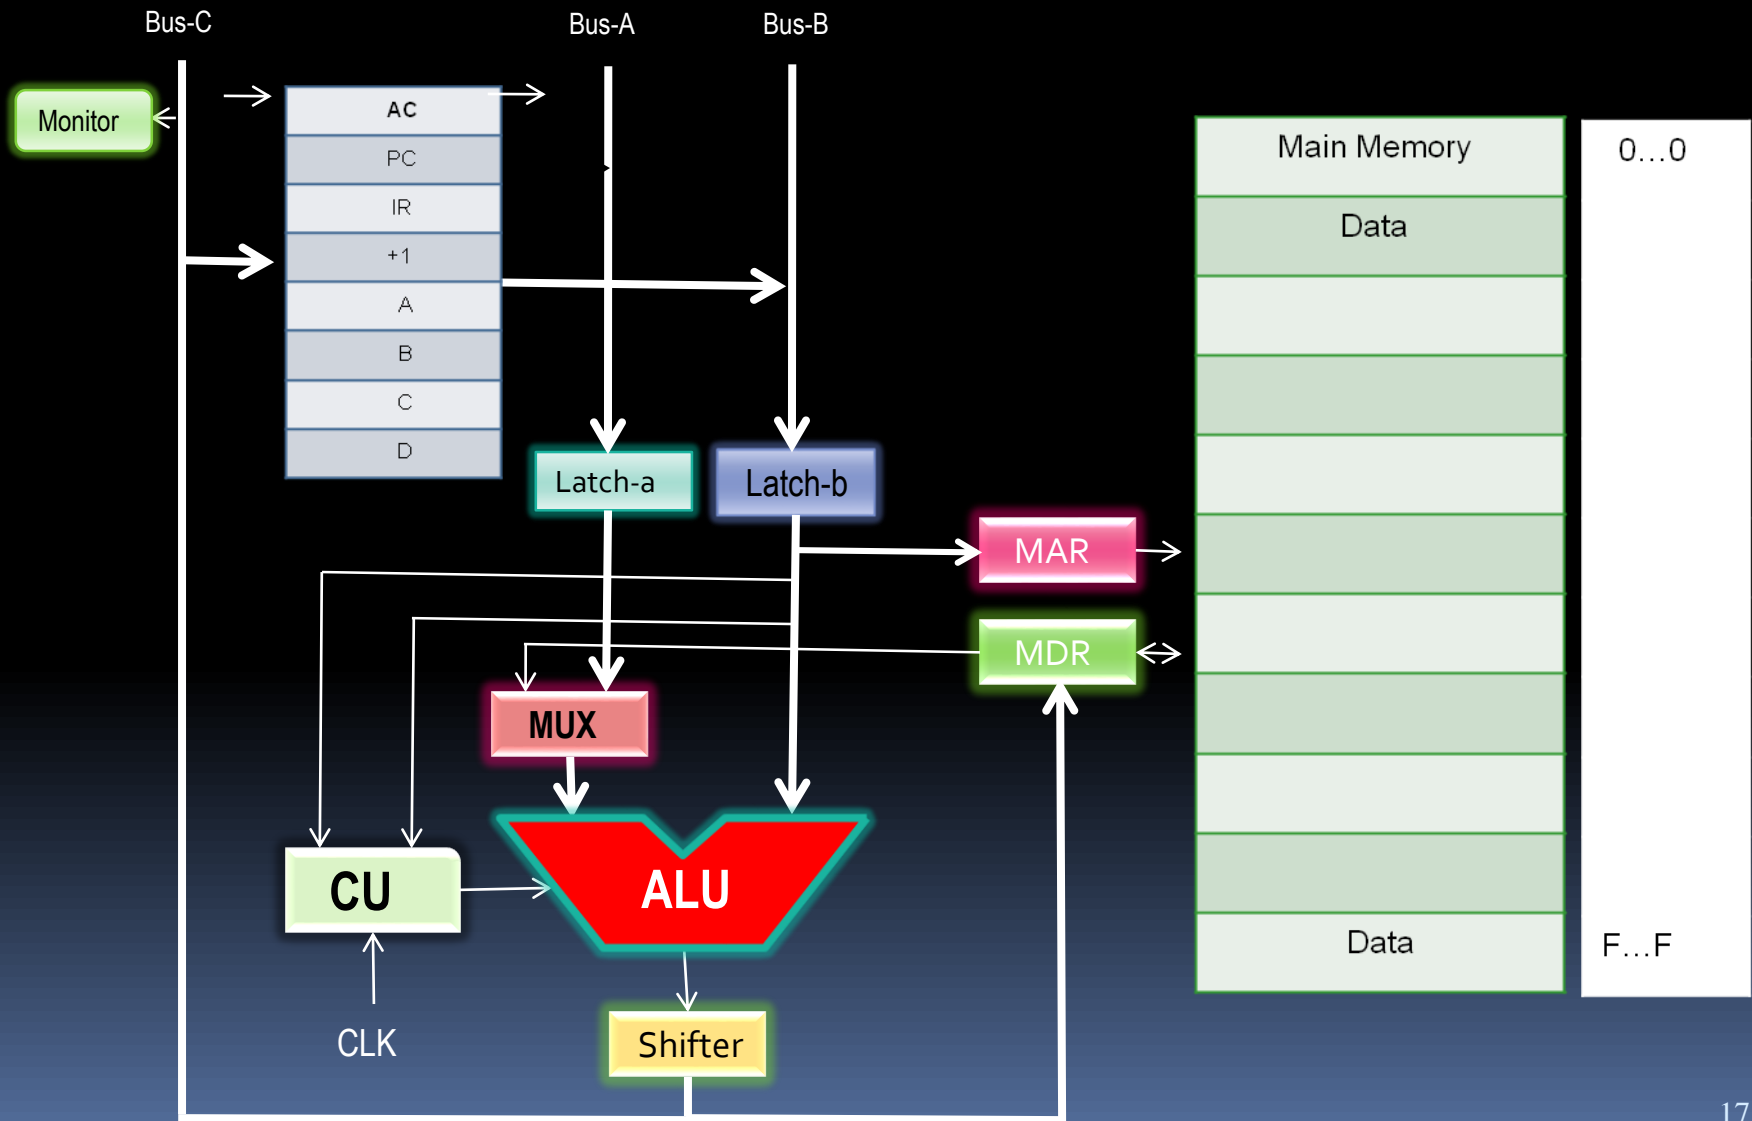 Bus-C
Bus-A
Bus-B
Monitor
AC
PC
IR
+1
A
B
C
D
Main Memory
0...0
Data
Latch-a
Latch-b
MAR
MDR
MUX
CU
ALU
Data
F...F
CLK
Shifter
17